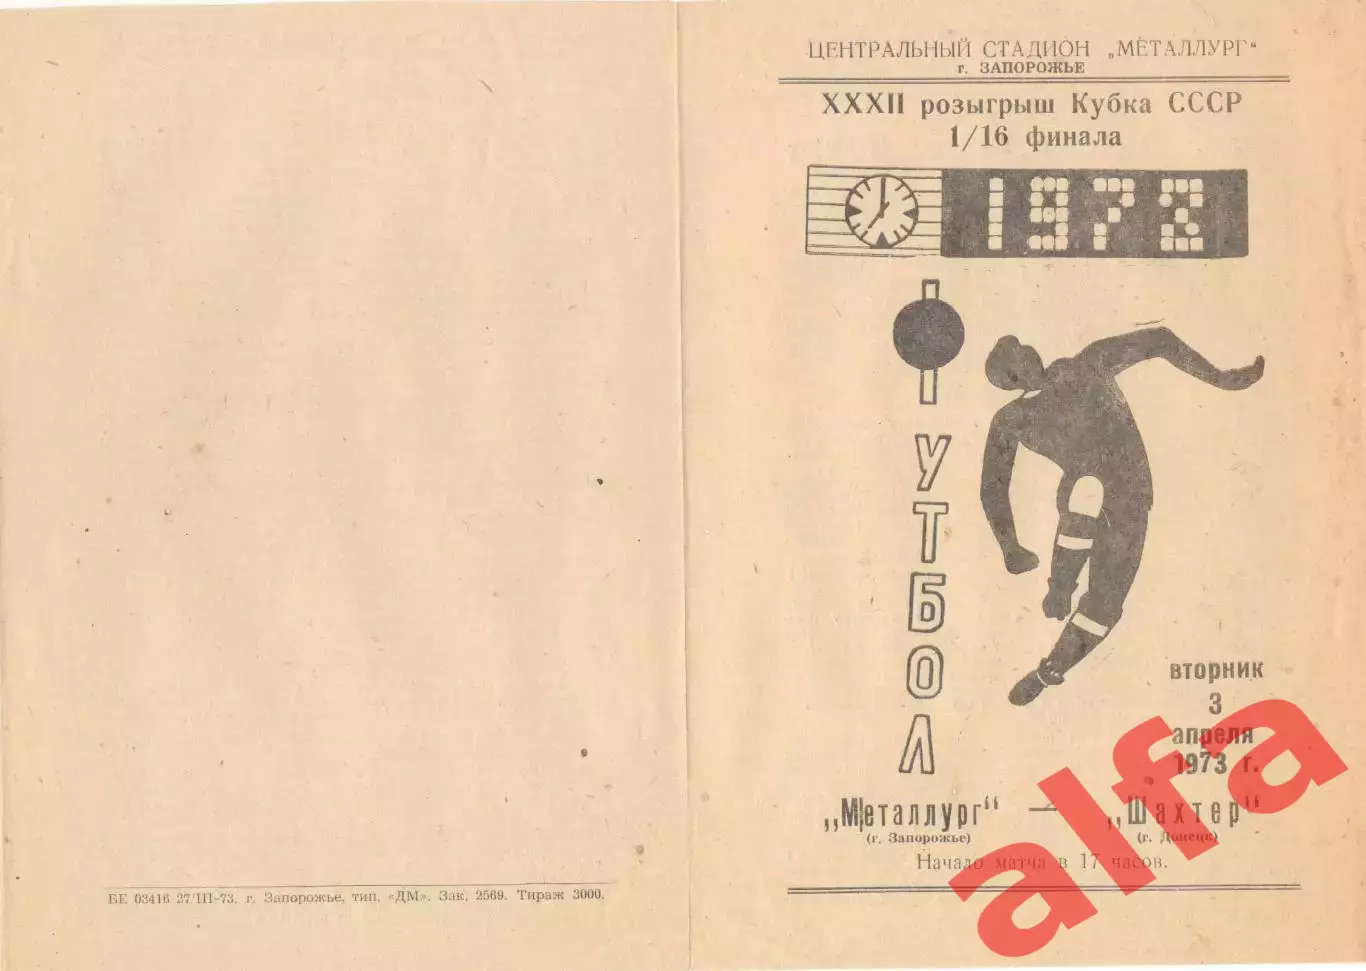 ЦЕНТРАЛЬНЫЙ СТАДИОН „МЕТАЛЛУРГ“
г. ЗАПОРОЖЬЕ
XXXII розыгрыш Кубка СССР
1/16 финала
1972
ФУТБОЛ
вторник
3
апреля
1973 г.
„Металлург“ — „Шахтер“
(г. Запорожье) (г. Донецк)
Начало матча в 17 часов.
БЕ 03416 27/III-73. г. Запорожье, тип. «ДМ». Зак. 2569. Тираж 3000.
alfa